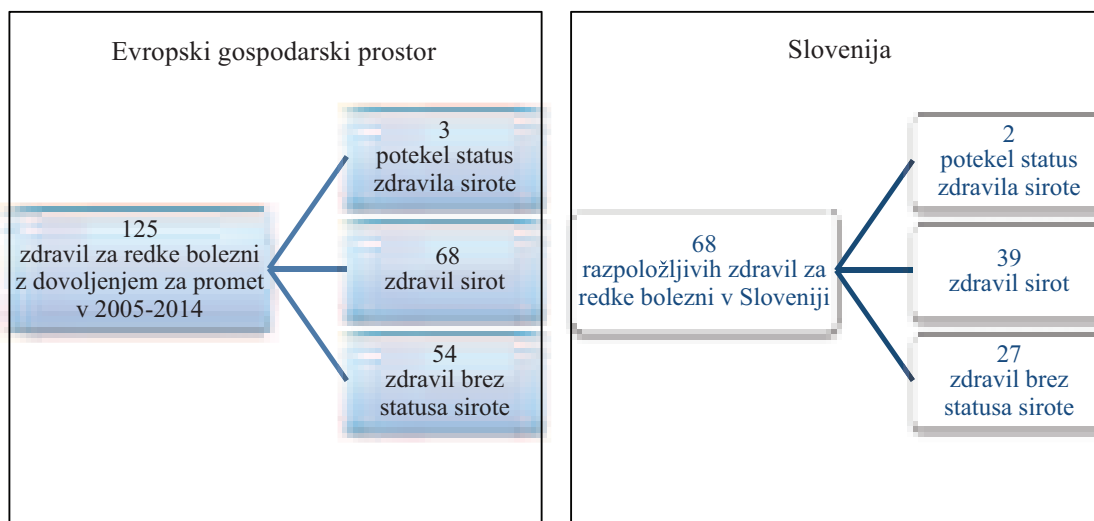 Evropski gospodarski prostor
125
zdravil za redke bolezni
z dovoljenjem za promet
v 2005-2014
3
potekel status
zdravila sirote
68
zdravil sirot
54
zdravil brez
statusa sirote
Slovenija
68
razpoložljivih zdravil za
redke bolezni v Sloveniji
2
potekel status
zdravila sirote
39
zdravil sirot
27
zdravil brez
statusa sirote